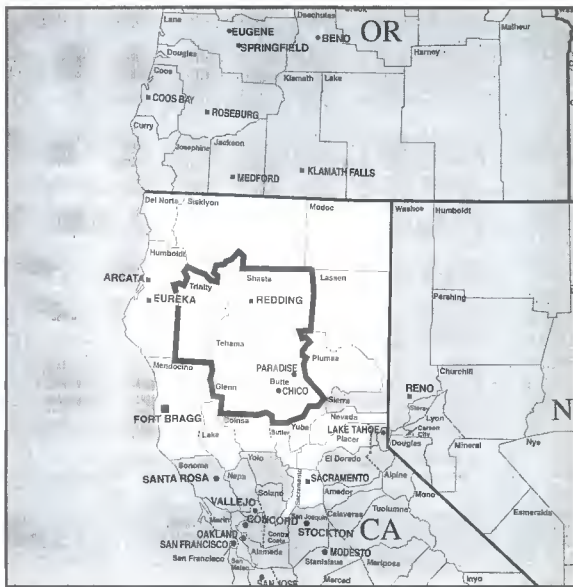 Lane
Deschutes
EUGENE
SPRINGFIELD
BEND
OR
Malheur
Harney
Douglas
Coos
Klamath
Lake
COOS BAY
ROSEBURG
Curry
Josephine
Jackson
MEDFORD
KLAMATH FALLS
Del Norte
Siskiyou
Modoc
Washoe
Humboldt
Humboldt
Trinity
Shasta
Lassen
ARCATA
EUREKA
REDDING
Pershing
Tehama
Plumas
Mendocino
PARADISE
Butte
Glenn
CHICO
Churchill
RENO
Sierra
N
FORT BRAGG
Colusa
Nevada
Storey
Lyon
Lake
Sutter
Yuba
LAKE TAHOE
Placer
Carson
City
Douglas
Mineral
Nye
Sonoma
Yolo
El Dorado
SANTA ROSA
Napa
Sacramento
SACRAMENTO
Alpine
Solano
Amador
Mono
VALLEJO
Calaveras
Tuolumne
Esmeralda
Marin
CONCORD
San Joaquin
STOCKTON
CA
OAKLAND
Contra
Costa
SAN FRANCISCO
Alameda
MODESTO
San Francisco
San
Mateo
Stanislaus
Mariposa
SAN JOSE
Merced
Inyo